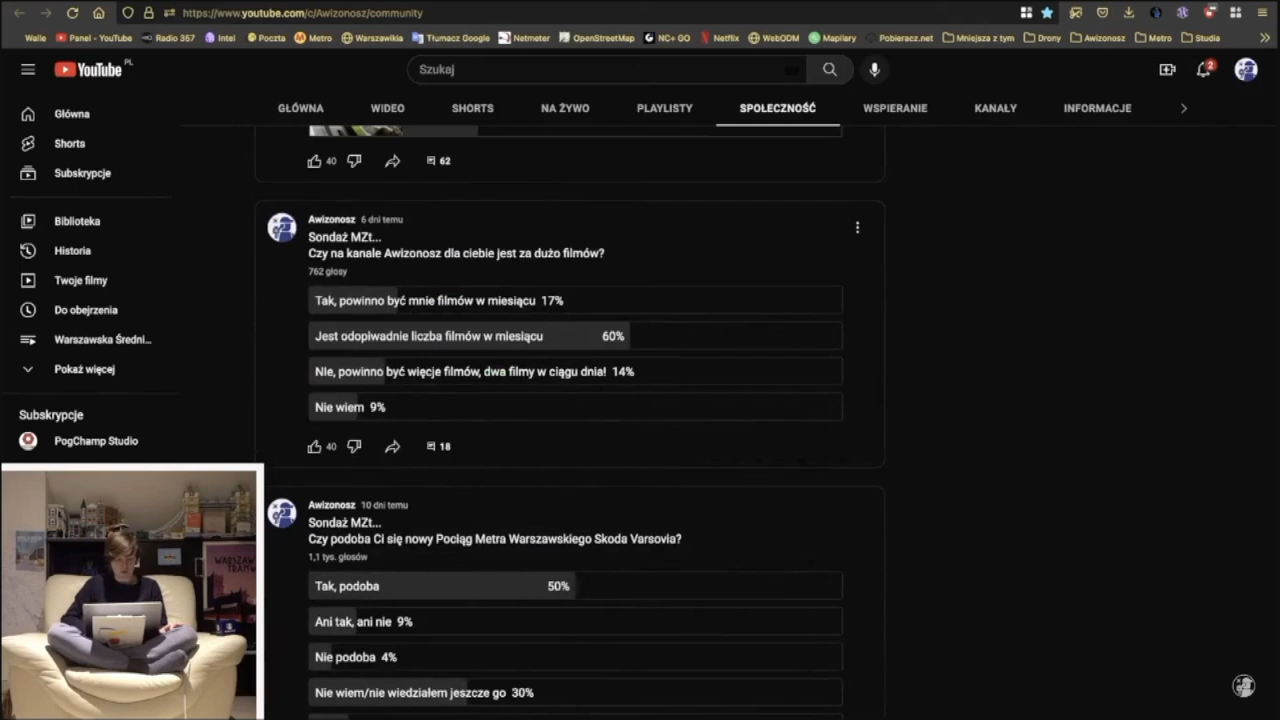 https://www.youtube.com/c/Awizonosz/community
Walle Panel - YouTube Radio 357 Intel Poczta Metro Warszawikia Tłumacz Google Netmeter OpenStreetMap NC+ GO Netflix WebODM Mapilary Pobieracz.net Mniejsza z tym Drony Awizonosz Metro Studia
YouTube PL
Szukaj
2
GŁÓWNA WIDEO SHORTS NA ŻYWO PLAYLISTY SPOŁECZNOŚĆ WSPIERANIE KANAŁY INFORMACJE
Główna
Shorts
Subskrypcje
Biblioteka
Historia
Twoje filmy
Do obejrzenia
Warszawska Średni...
Pokaż więcej
Subskrypcje
PogChamp Studio
40 62
Awizonosz 6 dni temu
Sondaż MZt...
Czy na kanale Awizonosz dla ciebie jest za dużo filmów?
762 głosy
Tak, powinno być mnie filmów w miesiącu 17%
Jest odopiwadnie liczba filmów w miesiącu 60%
NIe, powinno być więcje filmów, dwa filmy w ciągu dnia! 14%
Nie wiem 9%
40 18
Awizonosz 10 dni temu
Sondaż MZt...
Czy podoba Ci się nowy Pociąg Metra Warszawskiego Skoda Varsovia?
1,1 tys. głosów
Tak, podoba 50%
Ani tak, ani nie 9%
Nie podoba 4%
Nie wiem/nie wiedziałem jeszcze go 30%